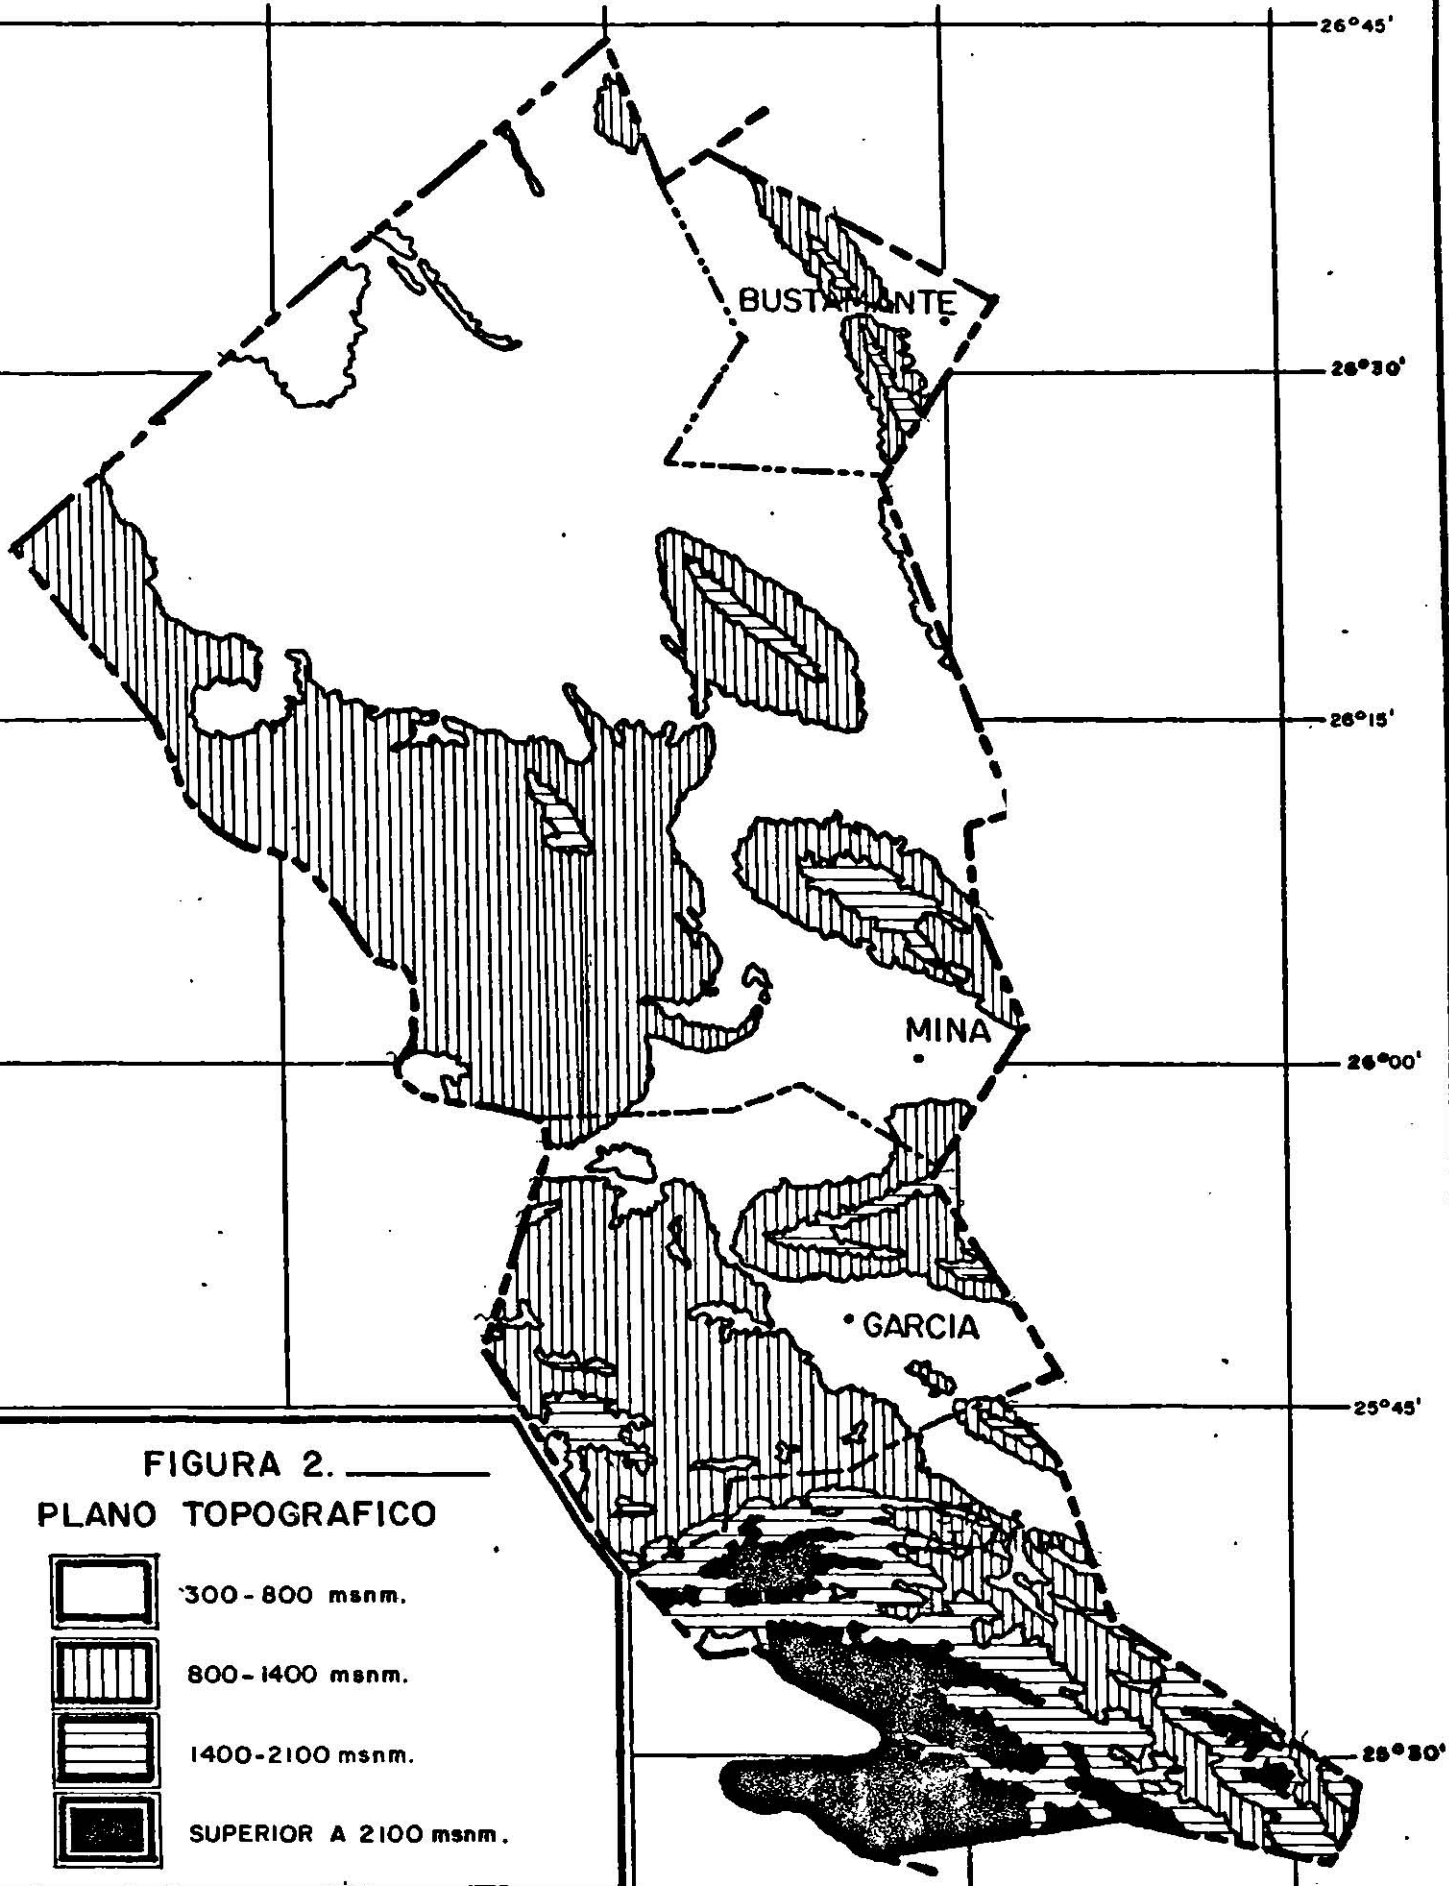 26°45'
BUSTAMANTE
26°30'
26°15'
MINA
26°00'
GARCIA
25°45'
FIGURA 2.
PLANO TOPOGRAFICO
300-800 msnm.
800-1400 msnm.
1400-2100 msnm.
25°30'
SUPERIOR A 2100 msnm.